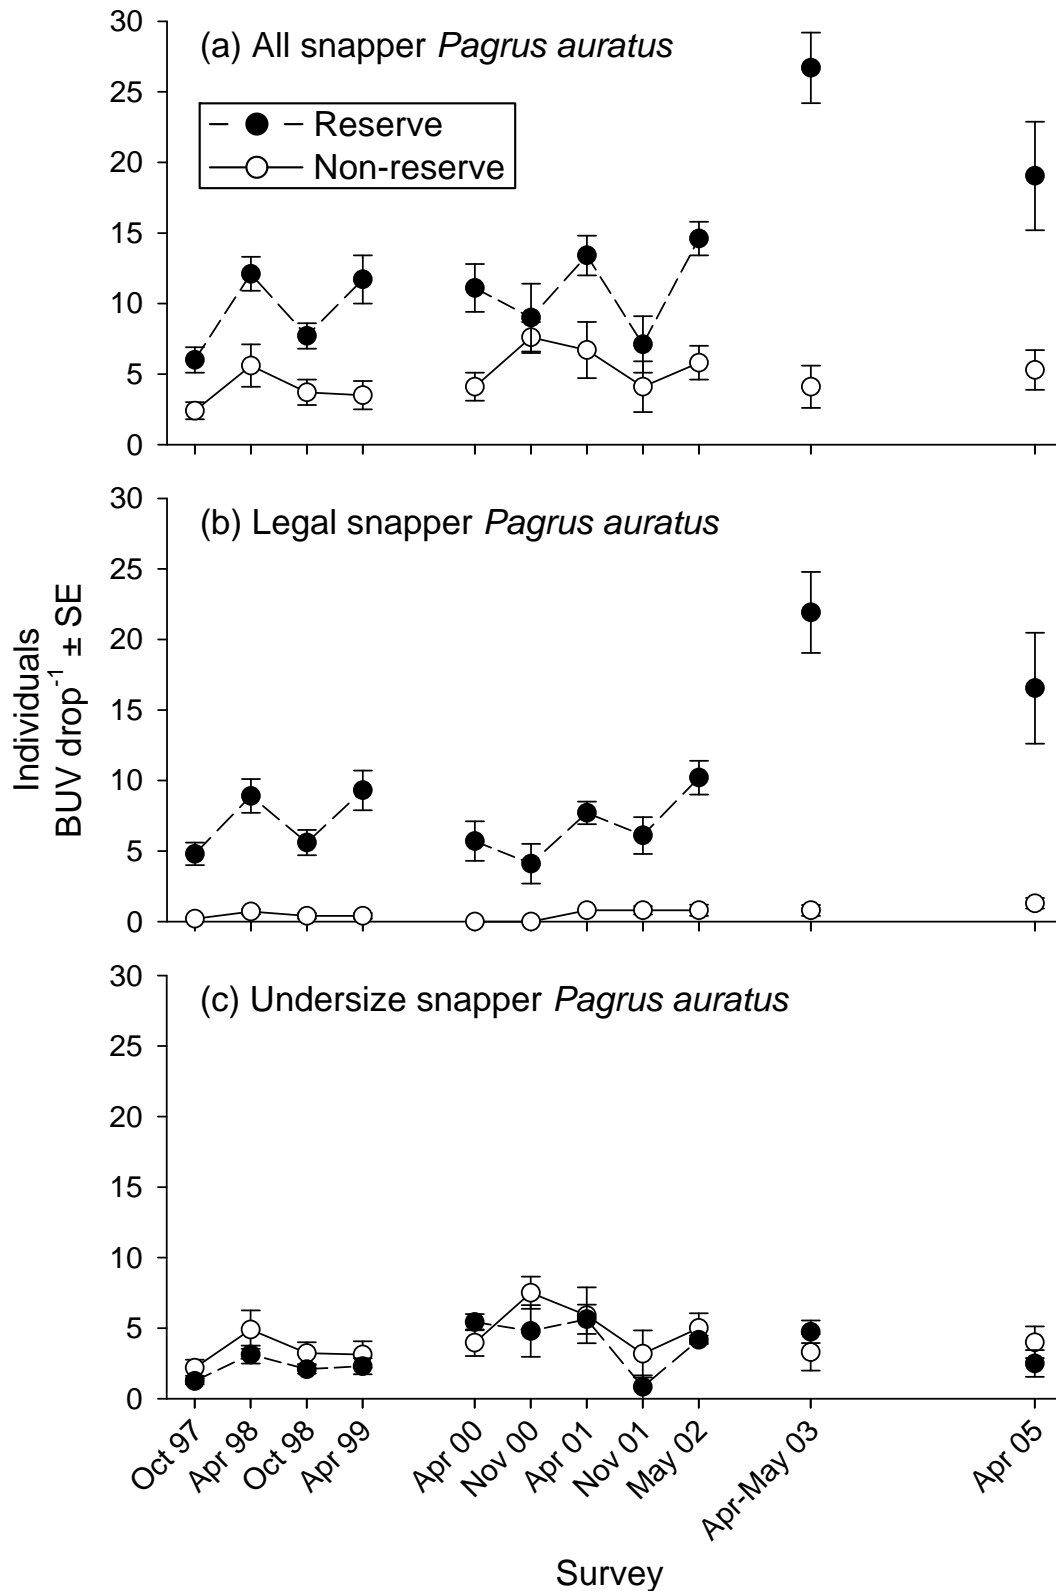 (a) All snapper Pagrus auratus
Reserve
Non-reserve
30
25
20
15
10
5
0
(b) Legal snapper Pagrus auratus
30
25
20
15
10
5
0
Individuals
BUV drop⁻¹ ± SE
(c) Undersize snapper Pagrus auratus
30
25
20
15
10
5
0
Oct 97
Apr 98
Oct 98
Apr 99
Apr 00
Nov 00
Apr 01
Nov 01
May 02
Apr-May 03
Apr 05
Survey